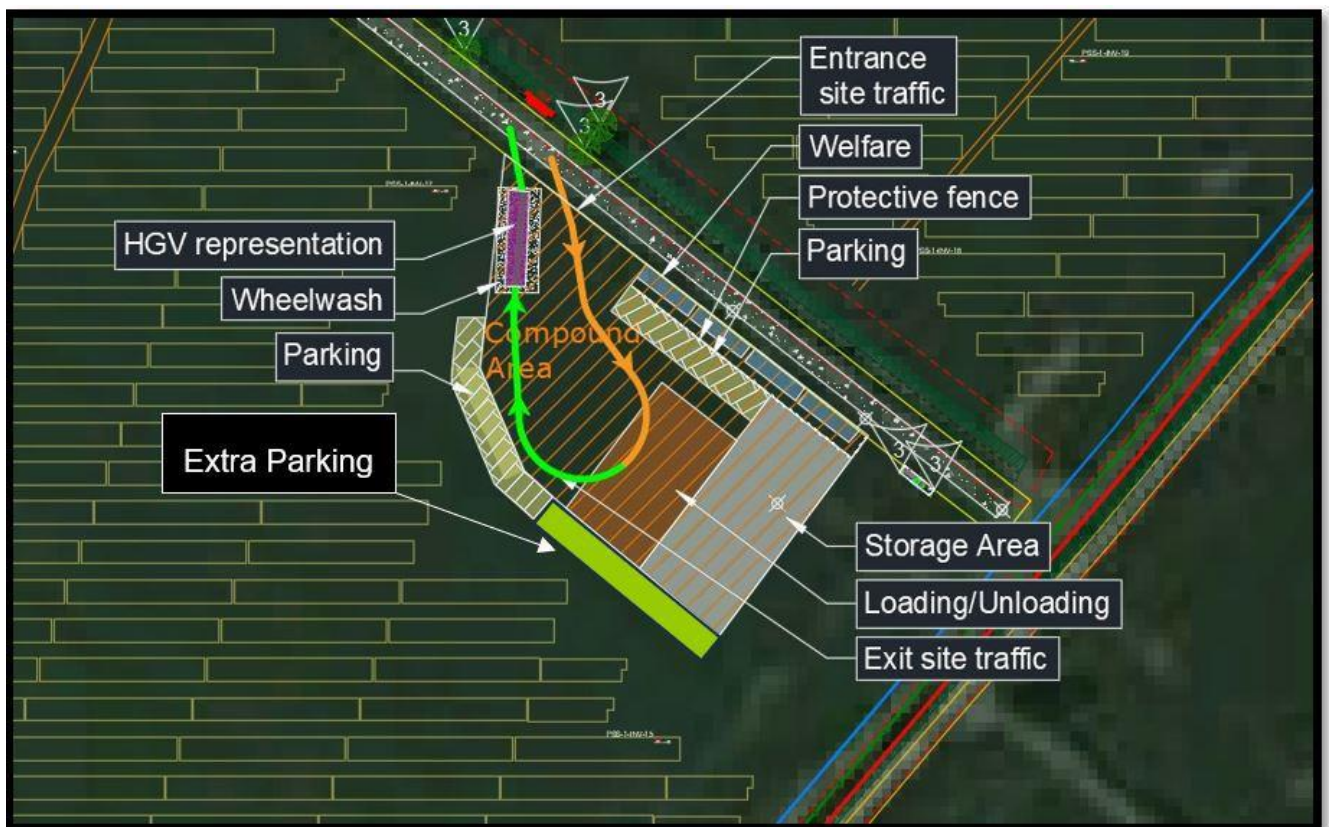 3
3
3
Entrance
site traffic
Welfare
Protective fence
Parking
HGV representation
Wheelwash
Parking
Compound
Area
Extra Parking
3
3
Storage Area
Loading/Unloading
Exit site traffic